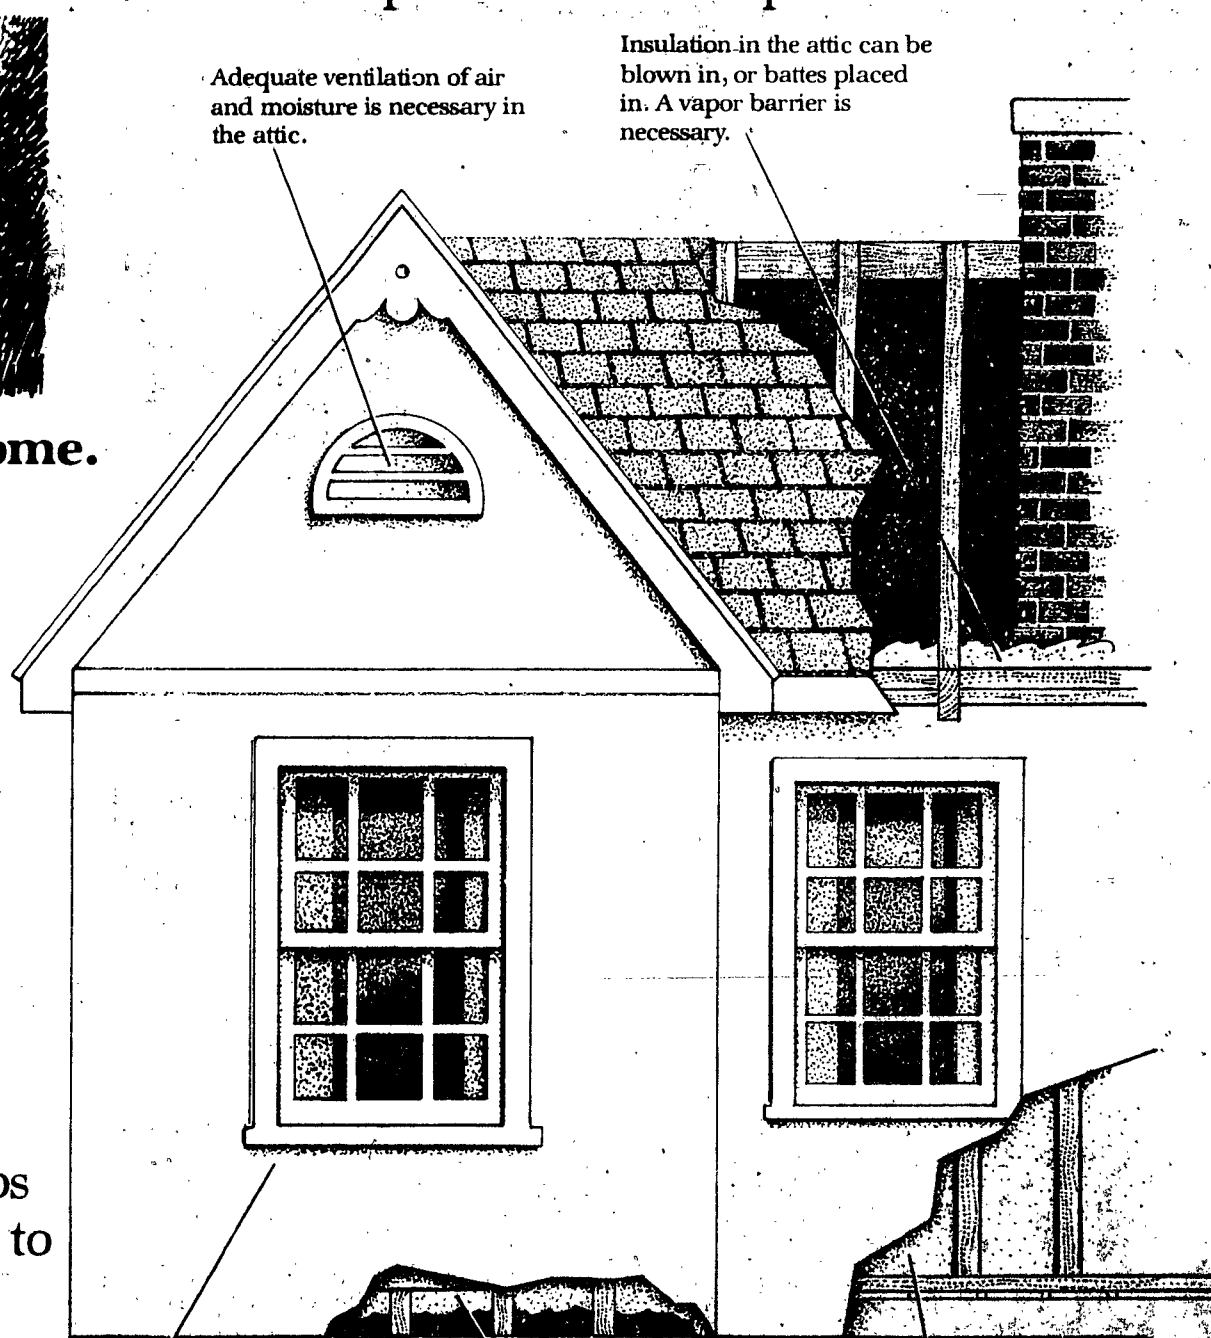 Adequate ventilation of air
and moisture is necessary in
the attic.
Insulation in the attic can be
blown in, or battes placed
in. A vapor barrier is
necessary.
ome.
ps
to